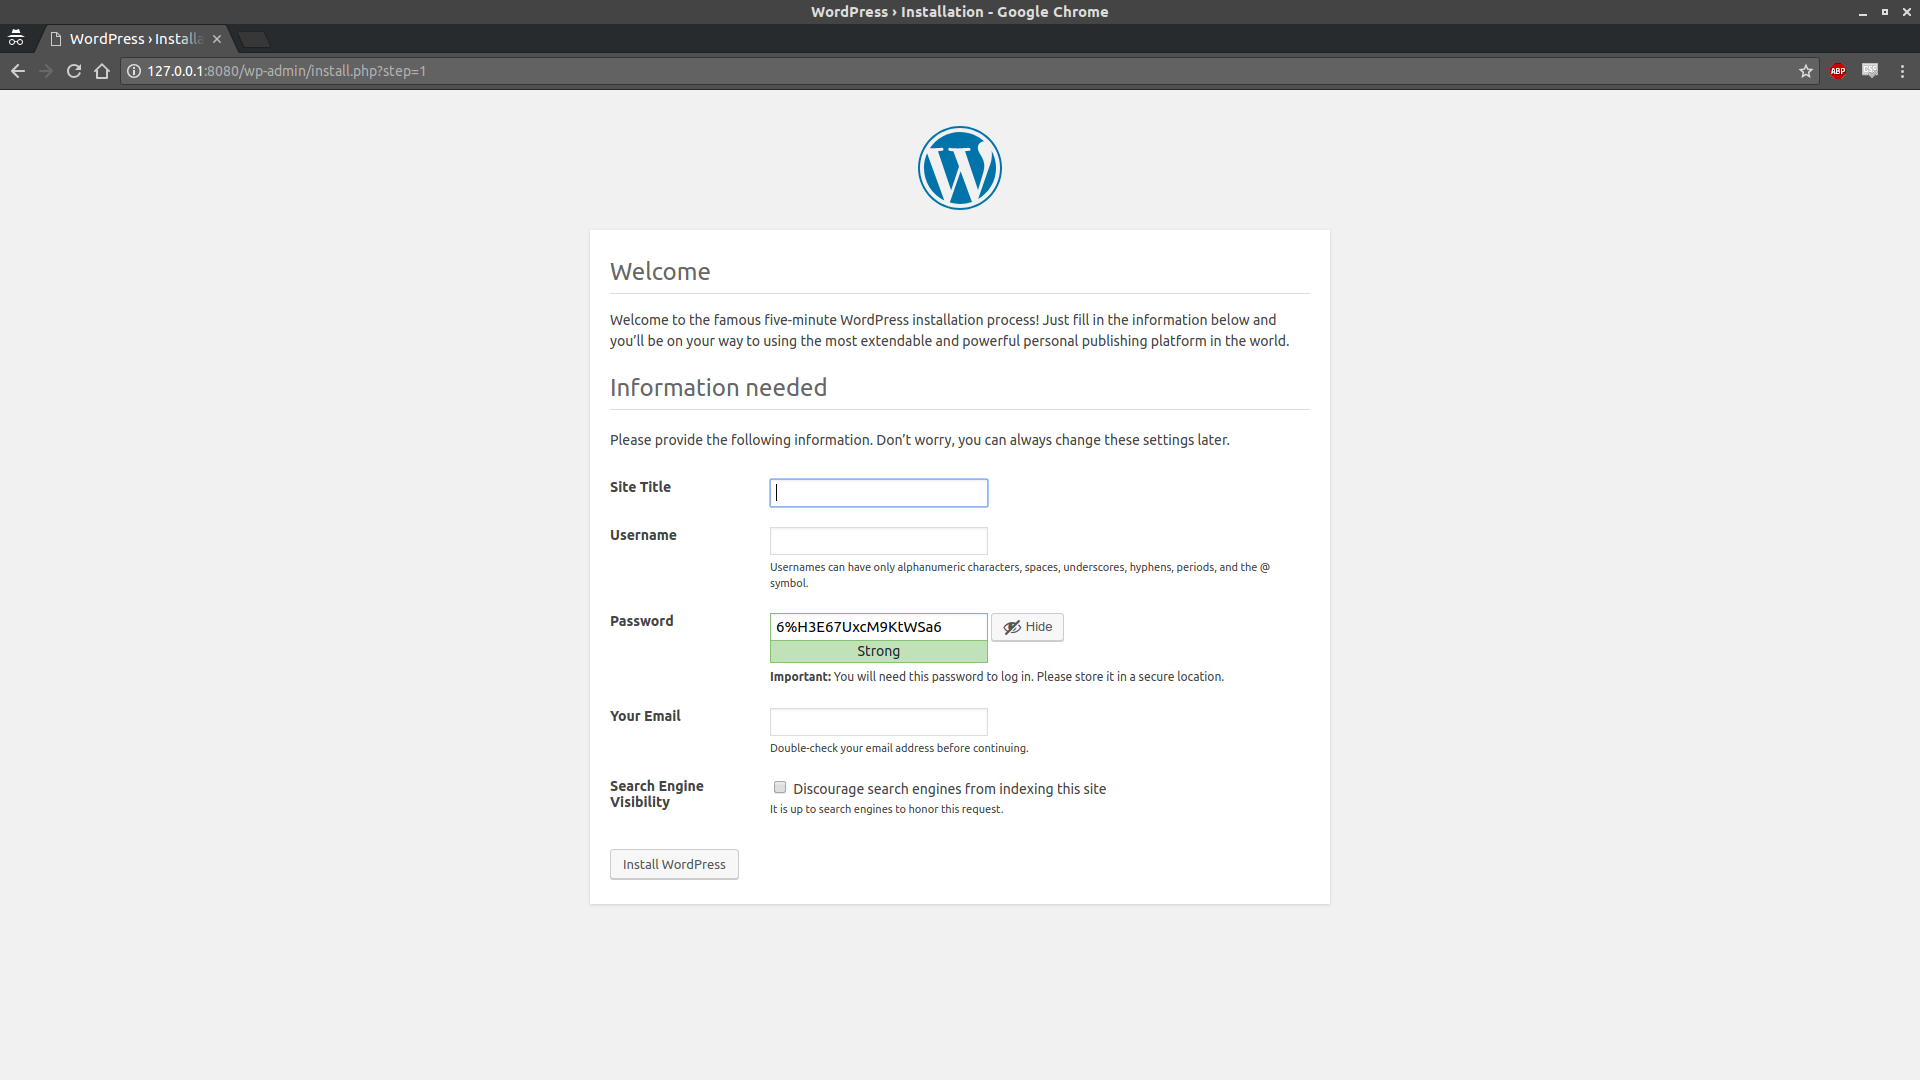 WordPress › Installation - Google Chrome
WordPress › Installa
127.0.0.1:8080/wp-admin/install.php?step=1
ABP
Welcome
Welcome to the famous five-minute WordPress installation process! Just fill in the information below and
you’ll be on your way to using the most extendable and powerful personal publishing platform in the world.
Information needed
Please provide the following information. Don’t worry, you can always change these settings later.
Site Title
Username
Usernames can have only alphanumeric characters, spaces, underscores, hyphens, periods, and the @
symbol.
Password
6%H3E67UxcM9KtWSa6
Hide
Strong
Important: You will need this password to log in. Please store it in a secure location.
Your Email
Double-check your email address before continuing.
Search Engine
Visibility
Discourage search engines from indexing this site
It is up to search engines to honor this request.
Install WordPress